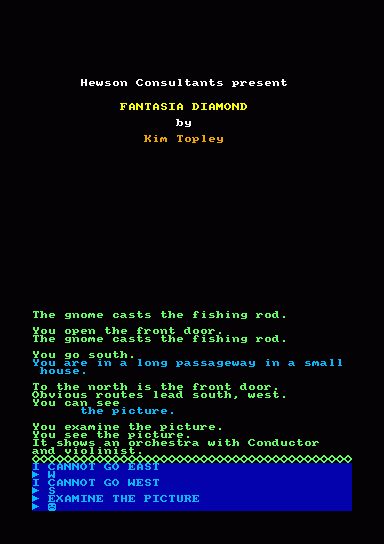 Hewson Consultants present
FANTASIA DIAMOND
by
Kim Topley
The gnome casts the fishing rod.
You open the front door.
The gnome casts the fishing rod.
You go south.
You are in a long passageway in a small
house.
To the north is the front door.
Obvious routes lead south, west.
You can see
the picture.
You examine the picture.
You see the picture.
It shows an orchestra with Conductor
and violinist.
I CANNOT GO EAST
W
I CANNOT GO WEST
S
EXAMINE THE PICTURE